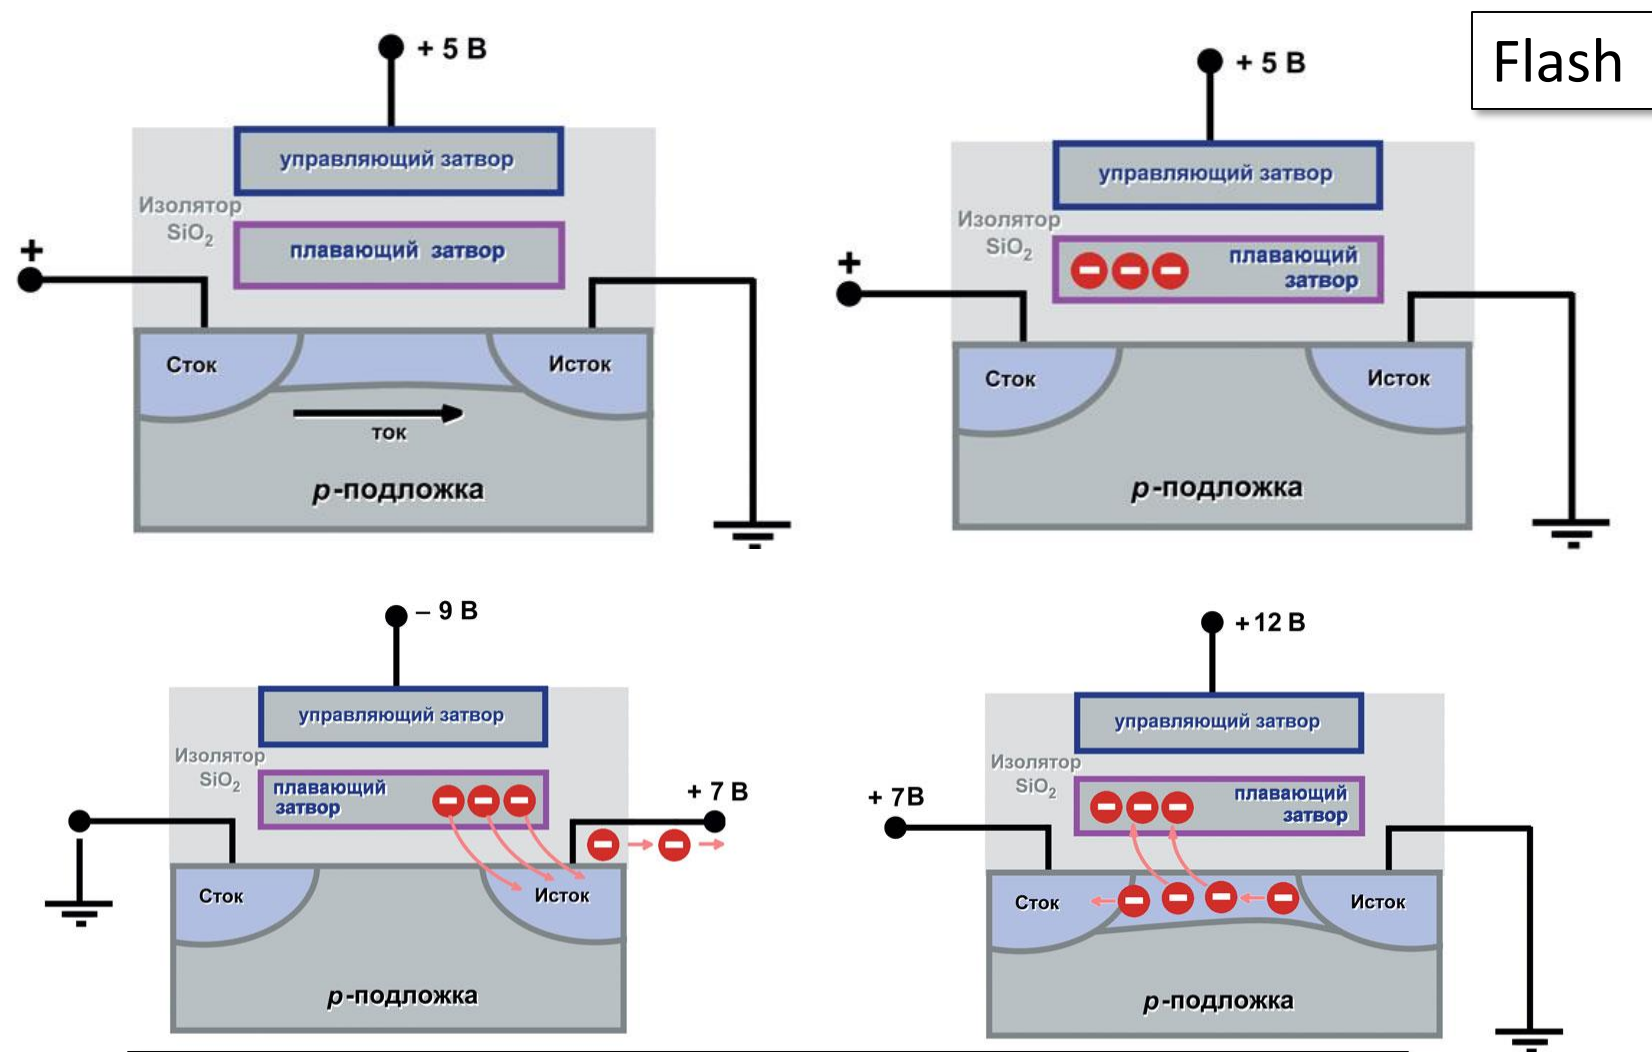 Flash
+ 5 В
управляющий затвор
Изолятор
SiO₂
плавающий затвор
+
Сток
Исток
ток
p-подложка
+ 5 В
управляющий затвор
Изолятор
SiO₂
плавающий
затвор
+
Сток
Исток
p-подложка
– 9 В
управляющий затвор
Изолятор
SiO₂
плавающий
затвор
+ 7 В
Сток
Исток
p-подложка
+12 В
управляющий затвор
Изолятор
SiO₂
плавающий
затвор
+ 7В
Сток
Исток
p-подложка